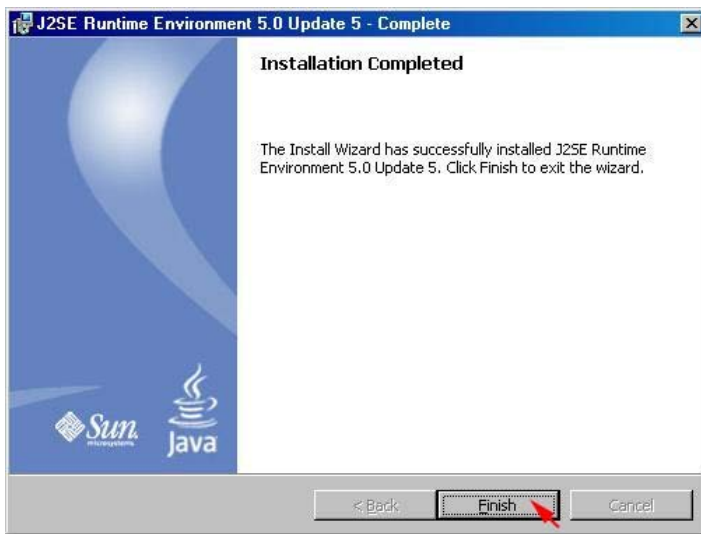 J2SE Runtime Environment 5.0 Update 5 - Complete
Installation Completed
The Install Wizard has successfully installed J2SE Runtime
Environment 5.0 Update 5. Click Finish to exit the wizard.
Sun
microsystems
Java
< Back
Finish
Cancel